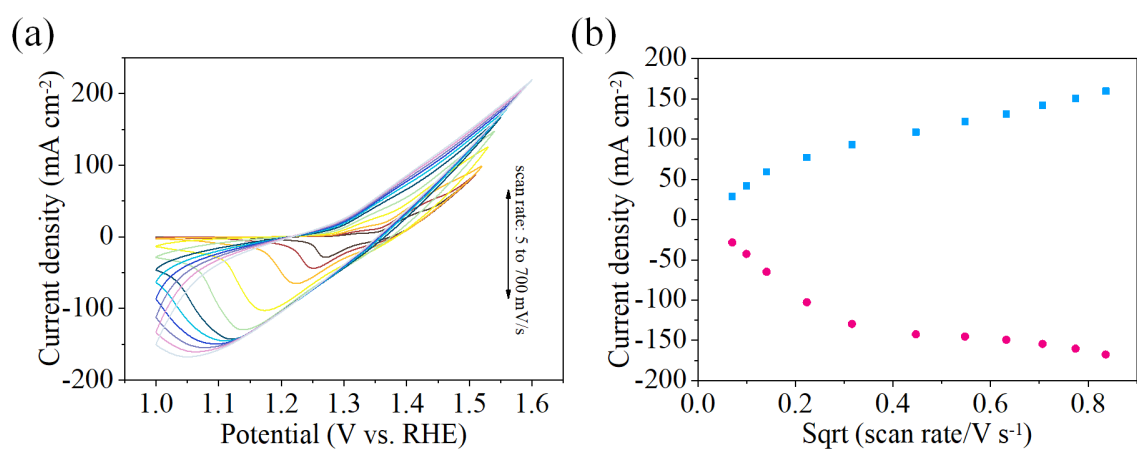 (a)
(b)
Current density (mA cm-2)
200
100
0
-100
-200
1.0 1.1 1.2 1.3 1.4 1.5 1.6
Potential (V vs. RHE)
scan rate: 5 to 700 mV/s
Current density (mA cm-2)
200
150
100
50
0
-50
-100
-150
-200
0.0 0.2 0.4 0.6 0.8
Sqrt (scan rate/V s-1)